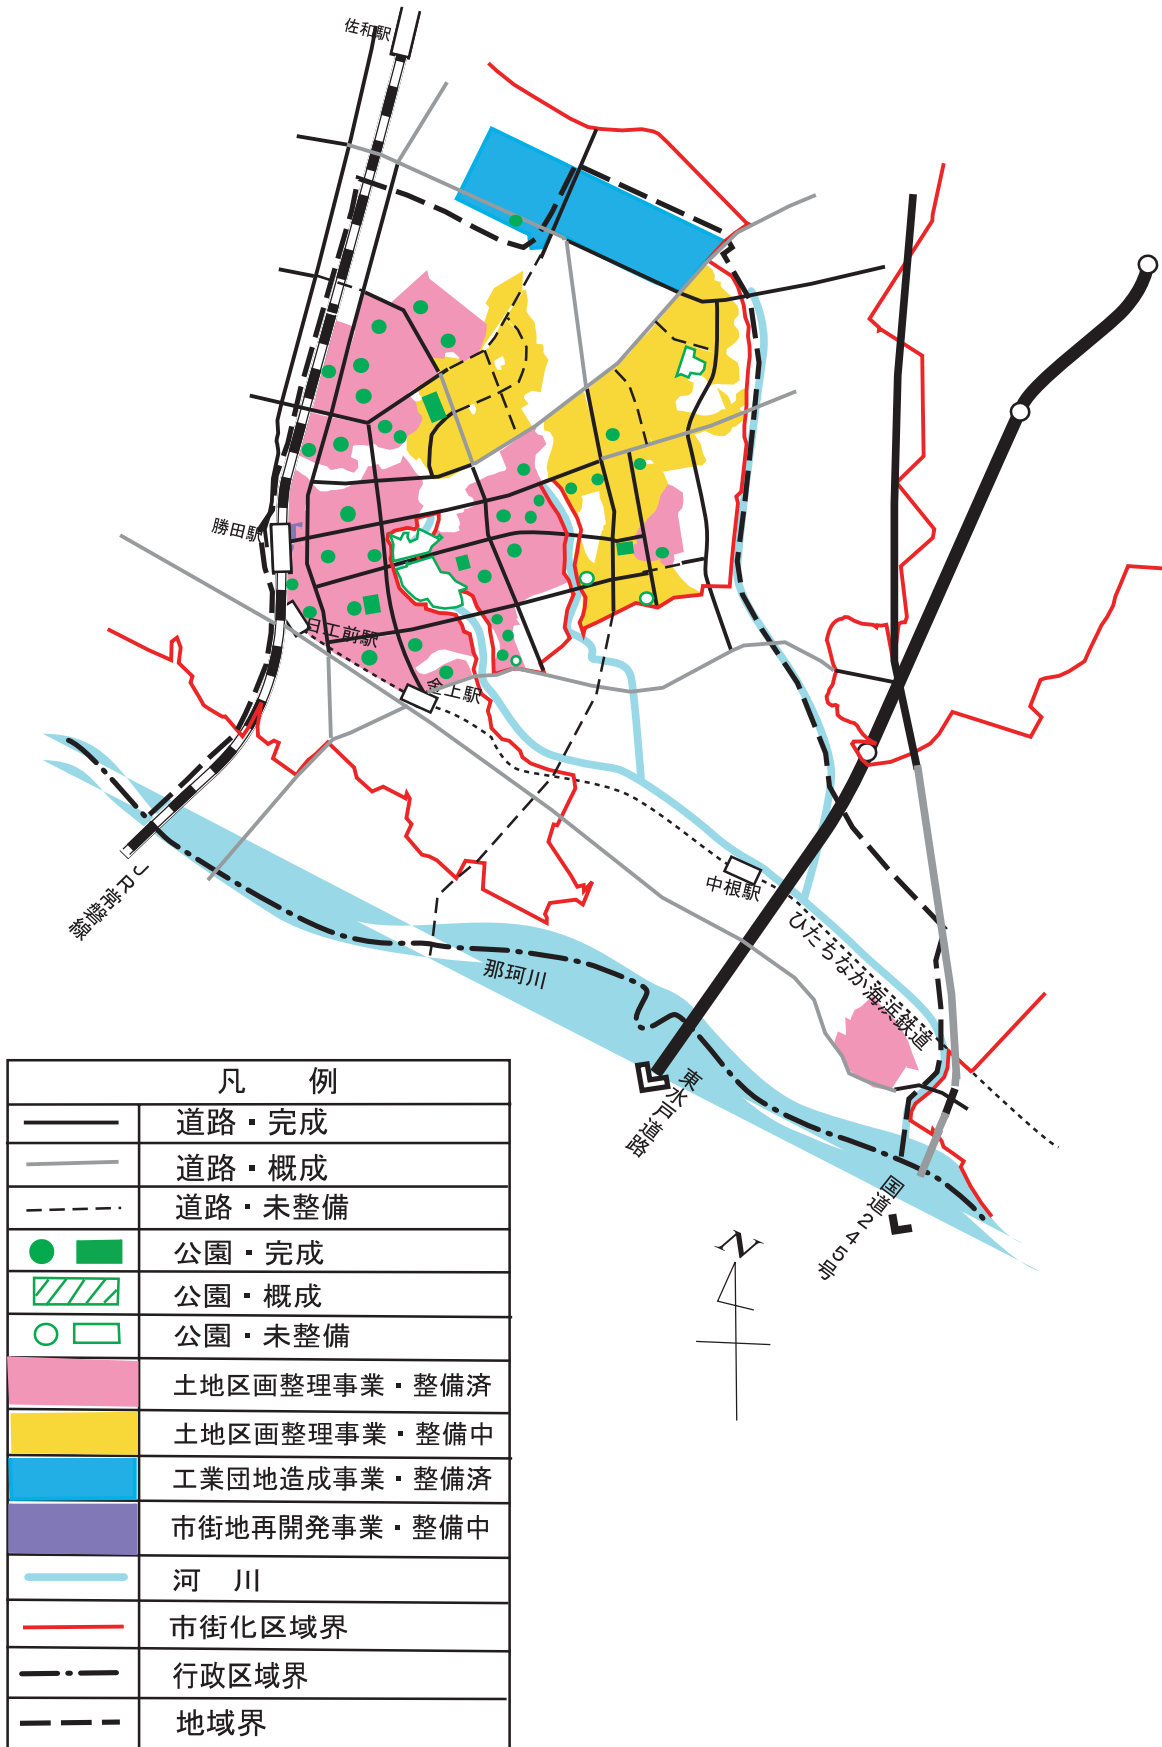 佐和駅
勝田駅
日工前駅
金上駅
中根駅
ひたちなか海浜鉄道
JR常磐線
那珂川
東水戸道路
国道245号
N
凡 例
道路・完成
道路・概成
道路・未整備
公園・完成
公園・概成
公園・未整備
土地区画整理事業・整備済
土地区画整理事業・整備中
工業団地造成事業・整備済
市街地再開発事業・整備中
河 川
市街化区域界
行政区域界
地域界